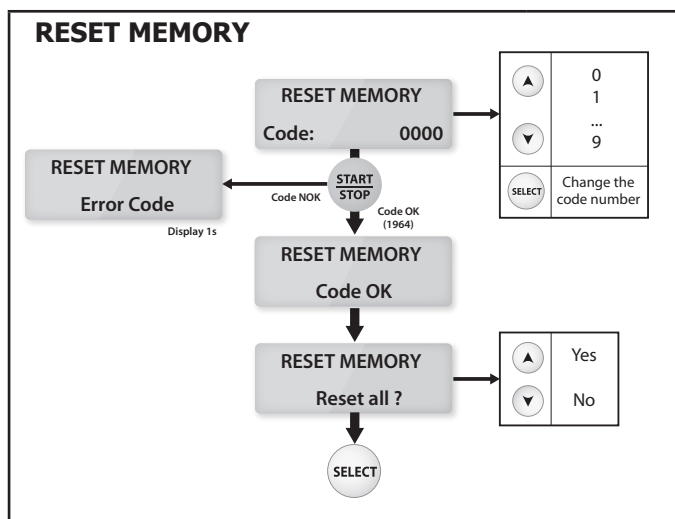 RESET MEMORY
RESET MEMORY
Code: 0000
0
1
...
9
SELECT
Change the
code number
RESET MEMORY
Error Code
Display 1s
Code NOK
START
STOP
Code OK
(1964)
RESET MEMORY
Code OK
RESET MEMORY
Reset all ?
Yes
No
SELECT